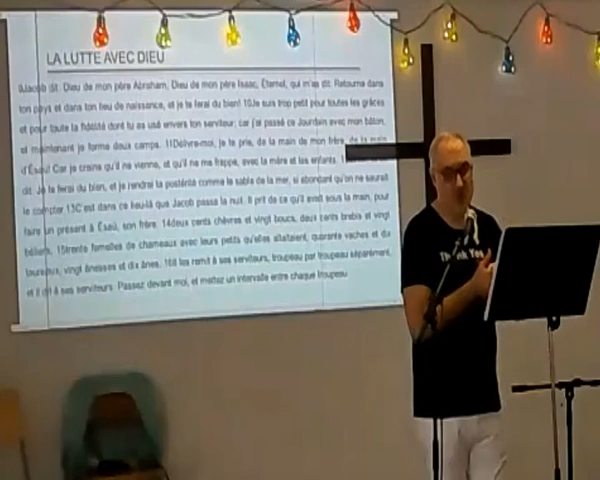 LA LUTTE AVEC DIEU
9Jacob dit: Dieu de mon père Abraham, Dieu de mon père Isaac, Éternel, qui m'as dit: Retourne dans
ton pays et dans ton lieu de naissance, et je te ferai du bien! 10Je suis trop petit pour toutes les grâces
et pour toute la fidélité dont tu as usé envers ton serviteur; car j'ai passé ce Jourdain avec mon bâton,
et maintenant je forme deux camps. 11Délivre-moi, je te prie, de la main de mon frère, de la main
d'Ésaü! Car je crains qu'il ne vienne, et qu'il ne me frappe, avec la mère et les enfants.
dit: Je te ferai du bien, et je rendrai ta postérité comme le sable de la mer, si abondant qu'on ne saurait
le compter. 13C'est dans ce lieu-là que Jacob passa la nuit. Il prit de ce qu'il avait sous la main, pour
faire un présent à Ésaü, son frère: 14deux cents chèvres et vingt boucs, deux cents brebis et vingt
béliers, 15trente femelles de chameaux avec leurs petits qu'elles allaitaient, quarante vaches et dix
taureaux, vingt ânesses et dix ânes. 16Il les remit à ses serviteurs, troupeau par troupeau séparément,
et il dit à ses serviteurs: Passez devant moi, et mettez un intervalle entre chaque troupeau.
Thank You